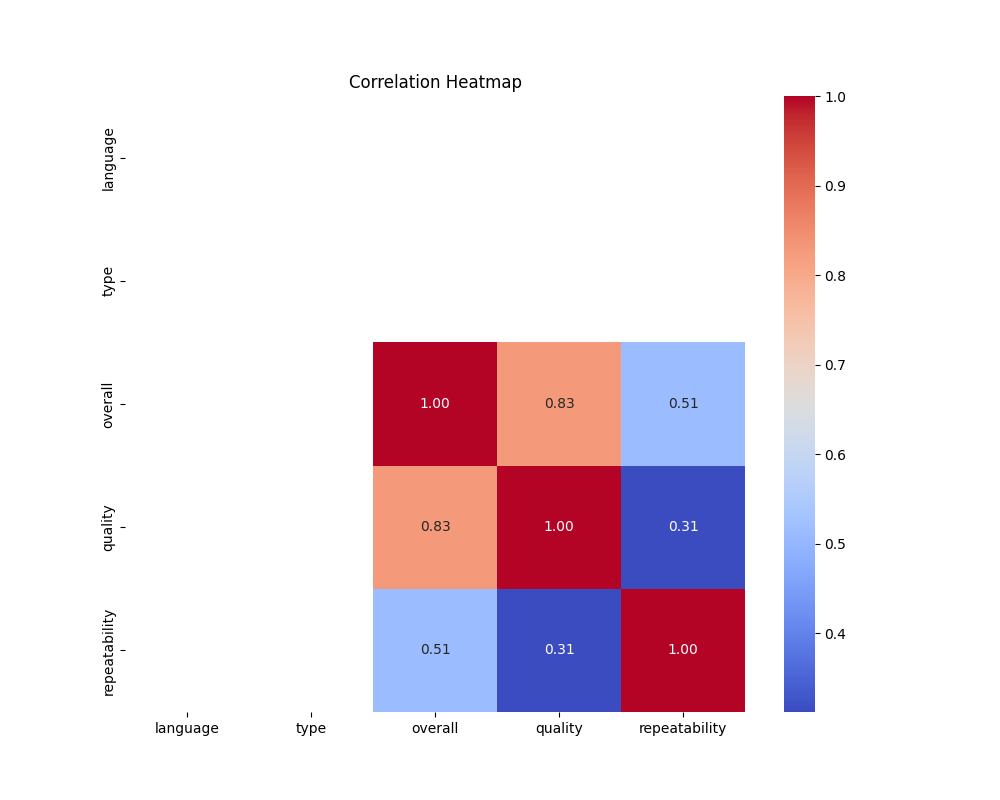 Correlation Heatmap
language
type
overall
quality
repeatability
1.00 0.83 0.51
0.83 1.00 0.31
0.51 0.31 1.00
language type overall quality repeatability
1.0
0.9
0.8
0.7
0.6
0.5
0.4